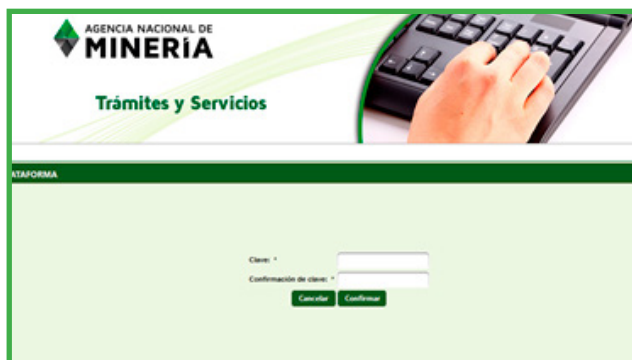 AGENCIA NACIONAL DE
MINERÍA
Trámites y Servicios
ATAFORMA
Clave: *
Confirmación de clave: *
Cancelar Confirmar